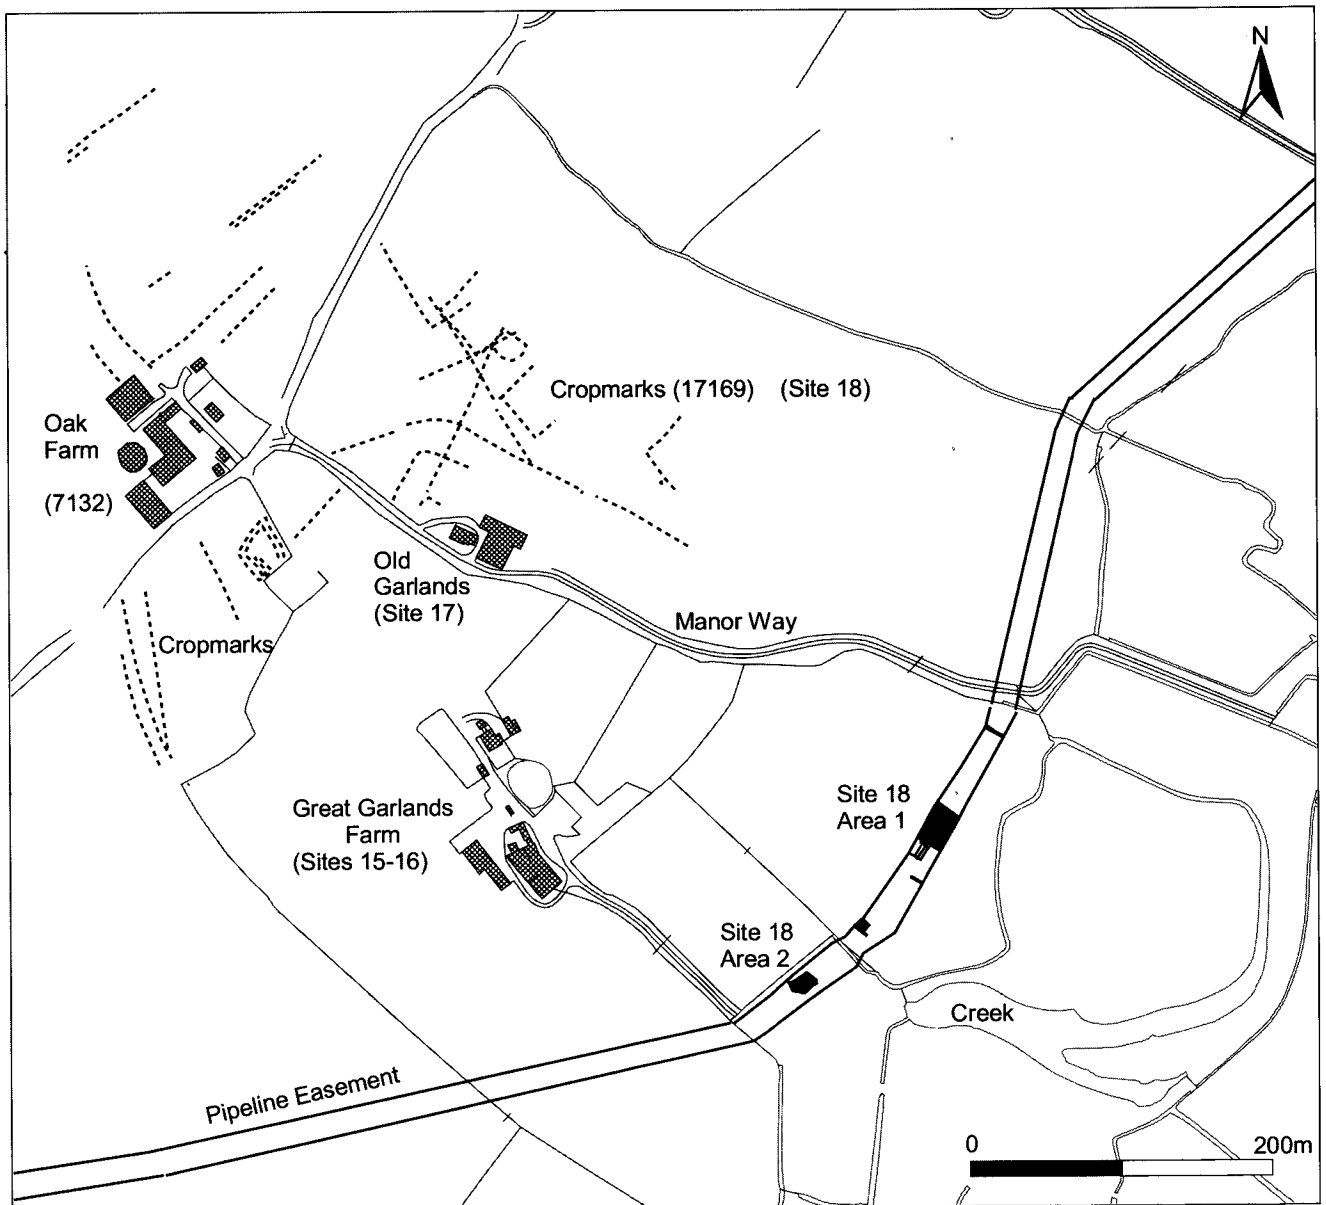 N
Cropmarks (17169) (Site 18)
Oak
Farm
(7132)
Old
Garlands
(Site 17)
Manor Way
Cropmarks
Great Garlands
Farm
(Sites 15-16)
Site 18
Area 1
Site 18
Area 2
Creek
Pipeline Easement
0 200m